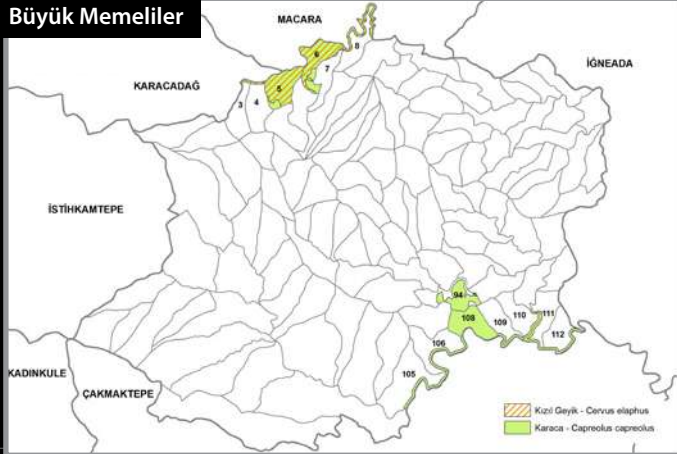 Büyük Memeliler
MACARA
İĞNEADA
KARACADAĞ
8
6
7
5
3
4
İSTİHKAMTEPE
94
108
109
110
111
112
106
105
KADINKULE
ÇAKMAKTEPE
Kızıl Geyik - Cervus elaphus
Karaca - Capreolus capreolus